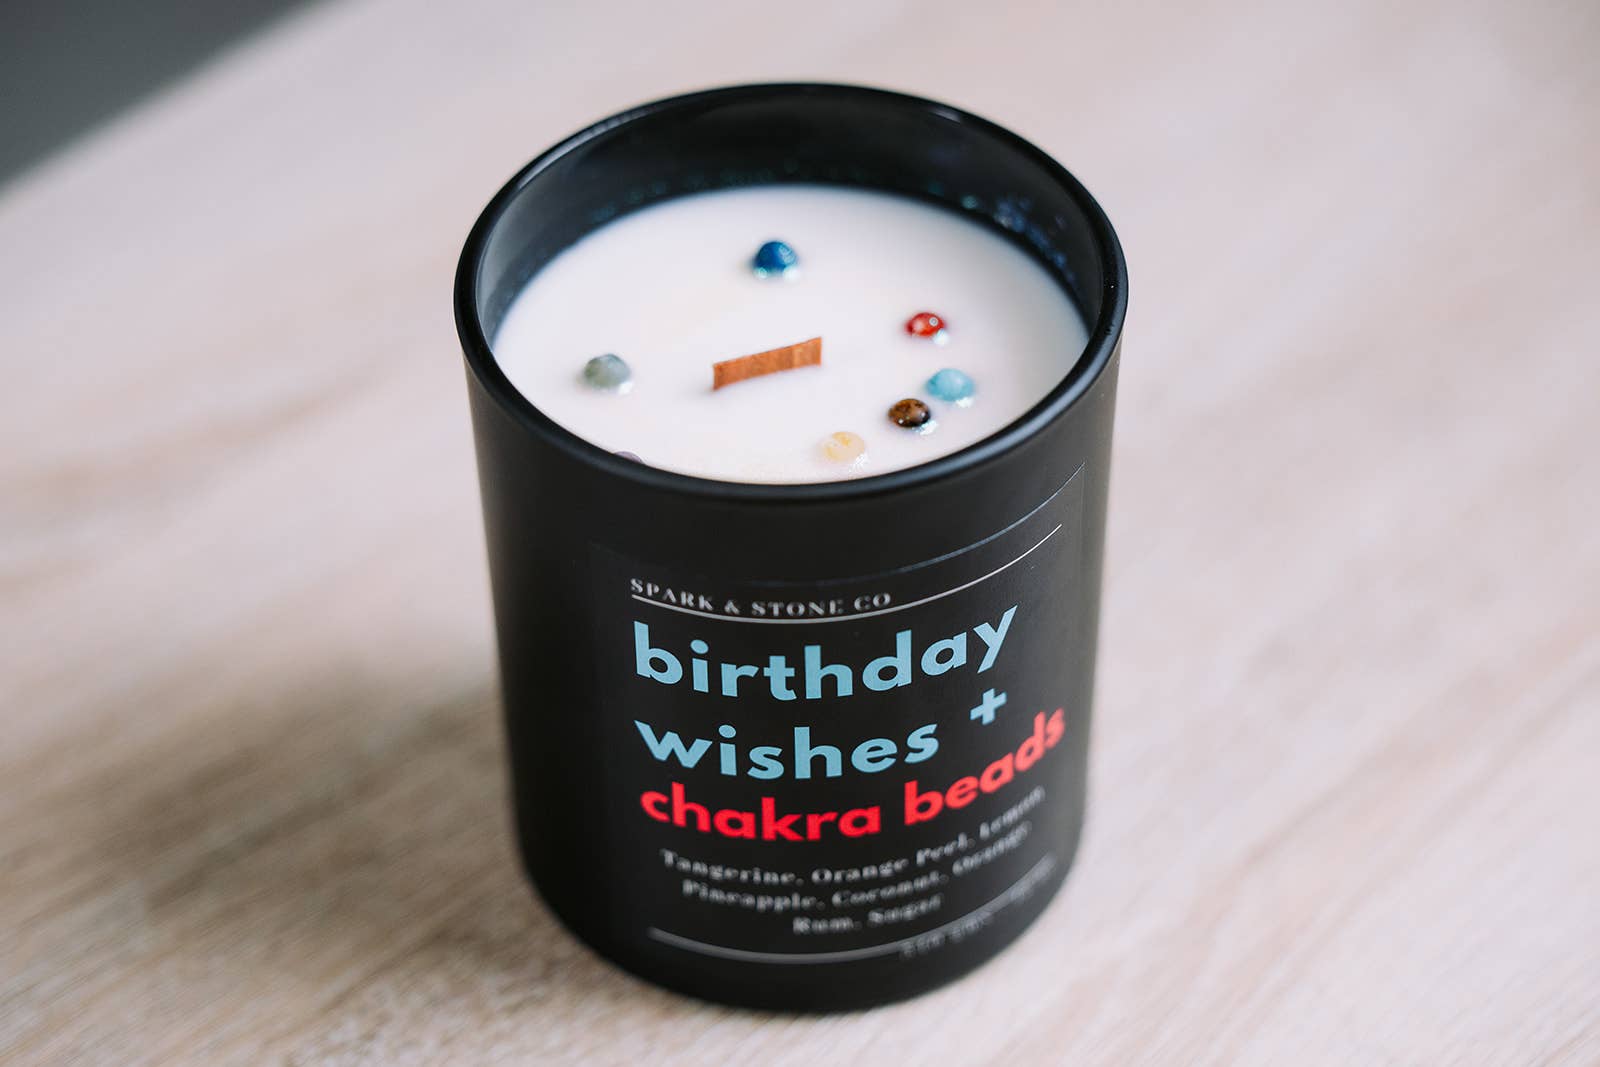 SPARK & STONE CO
birthday
wishes +
chakra beads
Tangerine, Orange Peel, Lemon,
Pineapple, Coconut, Orange,
Rum, Sugar